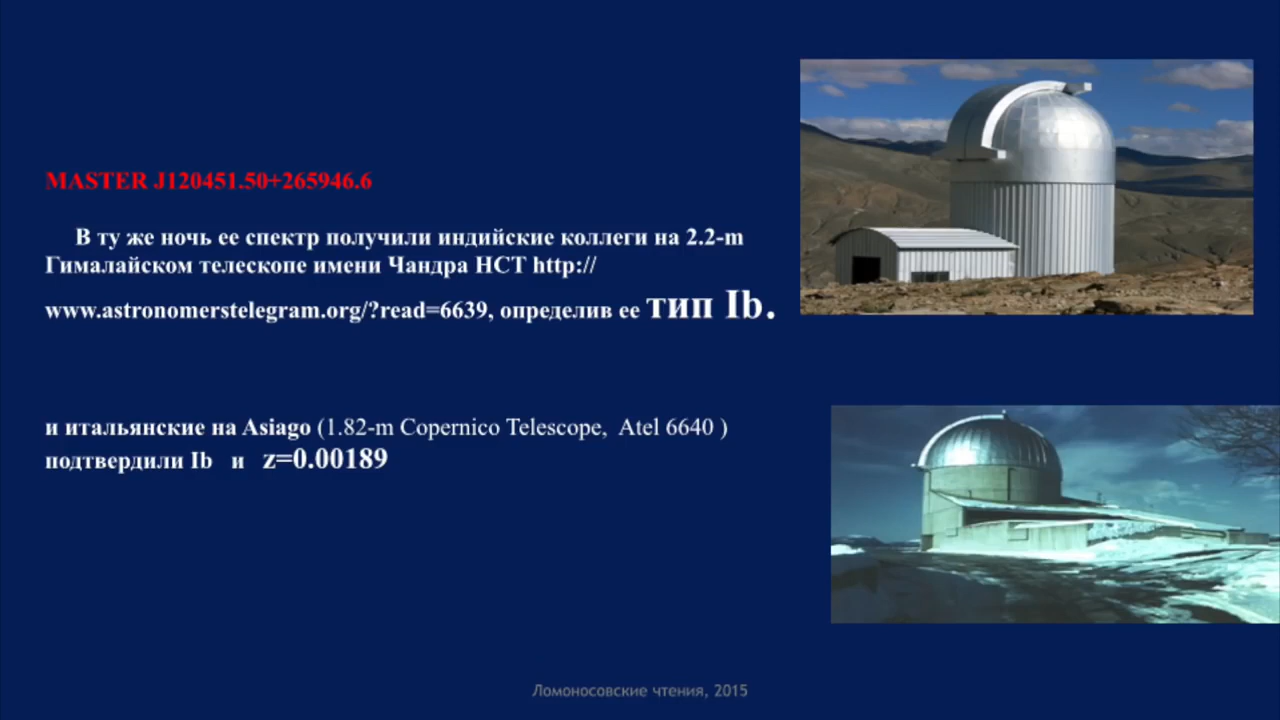 MASTER J120451.50+265946.6
В ту же ночь ее спектр получили индийские коллеги на 2.2-m
Гималайском телескопе имени Чандра HCT http://
www.astronomerstelegram.org/?read=6639, определив ее тип Ib.
и итальянские на Asiago (1.82-m Copernico Telescope, Atel 6640 )
подтвердили Ib и z=0.00189
Ломоносовские чтения, 2015